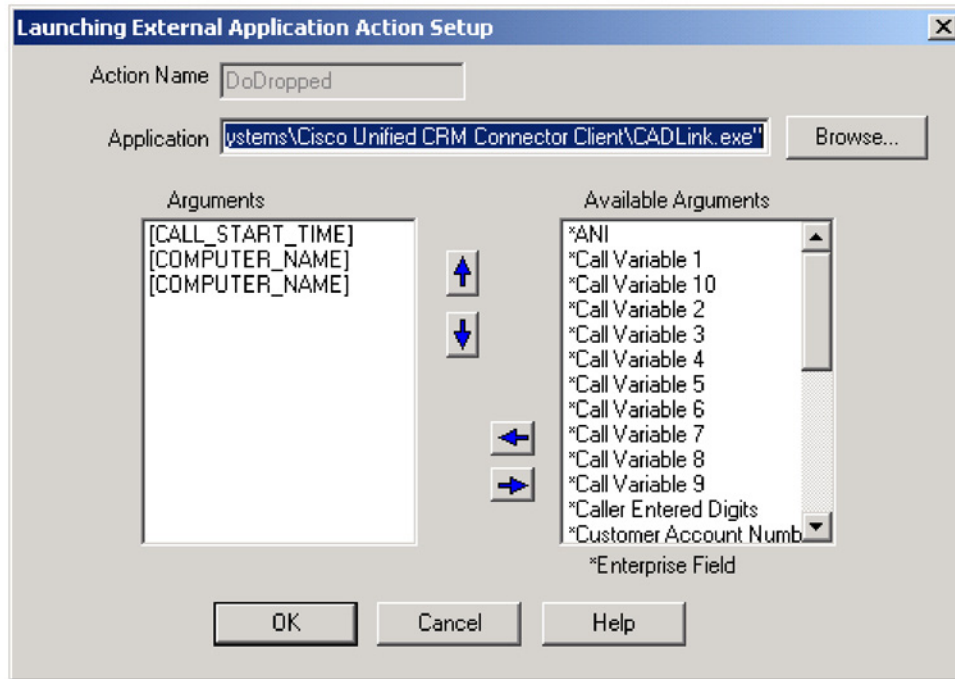 Launching External Application Action Setup
Action Name DoDropped
Application ystems\Cisco Unified CRM Connector Client\CADLink.exe" Browse...
Arguments
[CALL_START_TIME]
[COMPUTER_NAME]
[COMPUTER_NAME]
Available Arguments
*ANI
*Call Variable 1
*Call Variable 10
*Call Variable 2
*Call Variable 3
*Call Variable 4
*Call Variable 5
*Call Variable 6
*Call Variable 7
*Call Variable 8
*Call Variable 9
*Caller Entered Digits
*Customer Account Numb
*Enterprise Field
OK Cancel Help